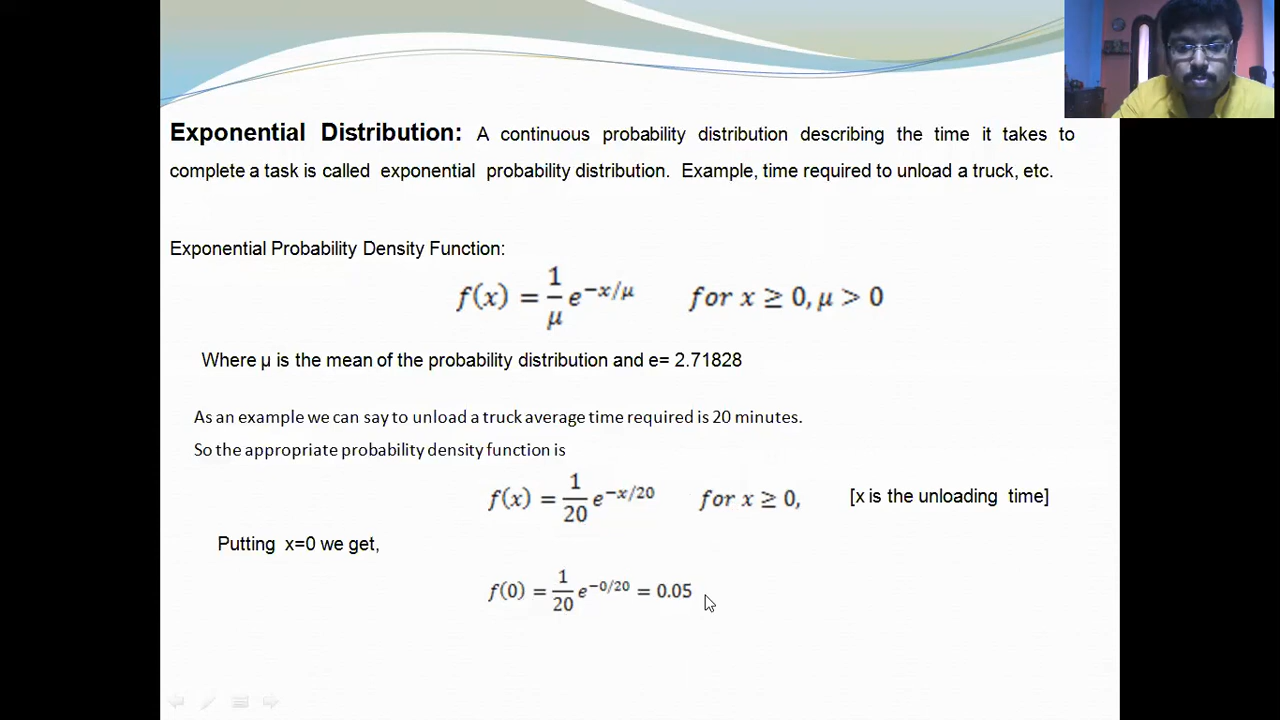 Exponential Distribution: A continuous probability distribution describing the time it takes to
complete a task is called exponential probability distribution. Example, time required to unload a truck, etc.
Exponential Probability Density Function:
f(x) = 1/μ e^{−x/μ} for x ≥ 0, μ > 0
Where μ is the mean of the probability distribution and e= 2.71828
As an example we can say to unload a truck average time required is 20 minutes.
So the appropriate probability density function is
f(x) = 1/20 e^{−x/20} for x ≥ 0, [x is the unloading time]
Putting x=0 we get,
f(0) = 1/20 e^{−0/20} = 0.05